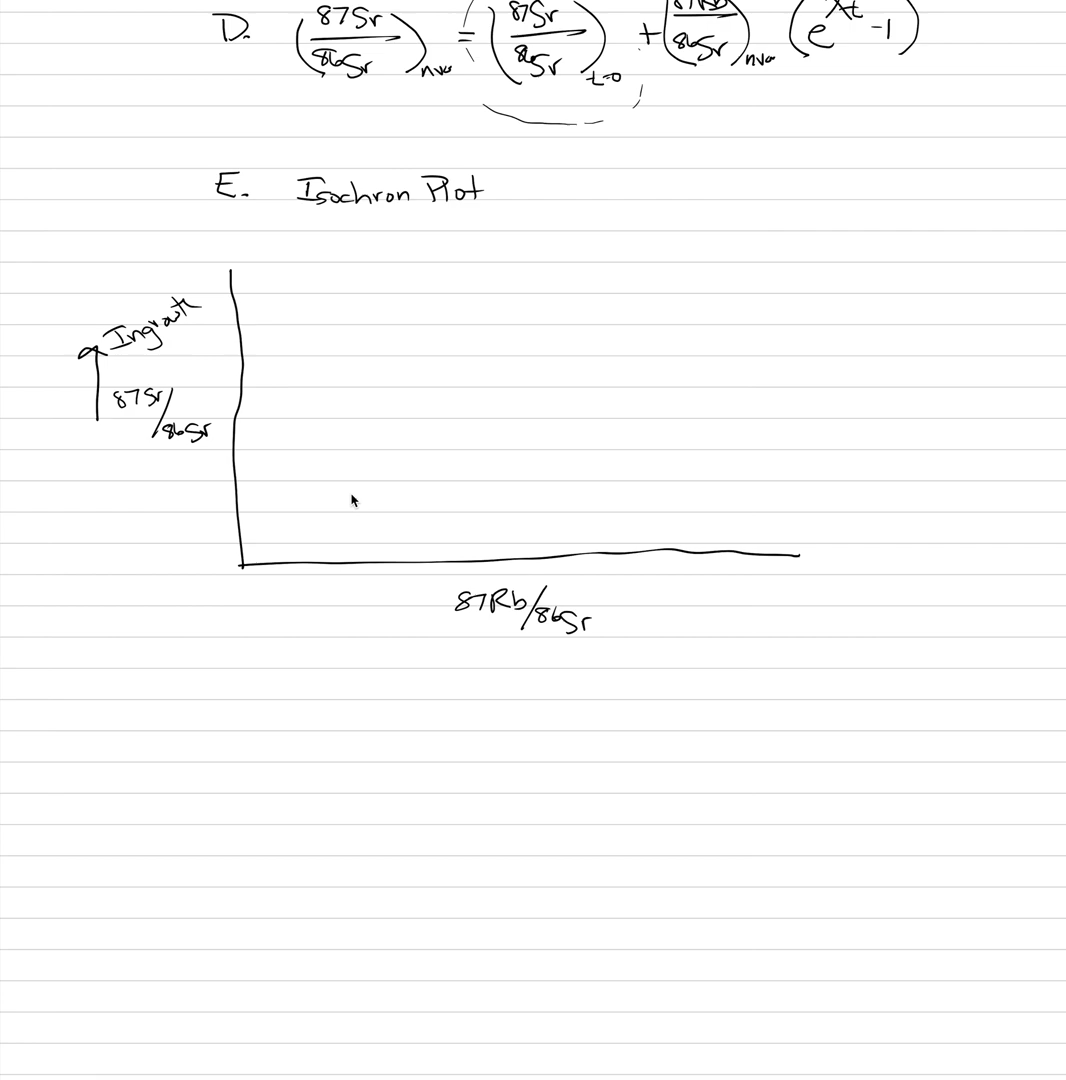 D. (87Sr/86Sr)now = (87Sr/86Sr)t=0 + (87Rb/86Sr)now (e^λt -1)
E. Isochron Plot
Ingrowth
87Sr/86Sr
87Rb/86Sr